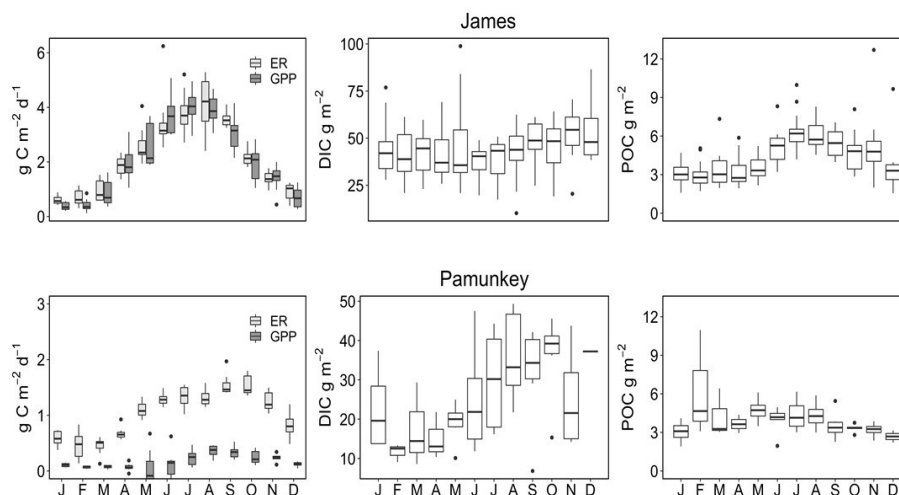 James
6
4
2
0
g C m⁻² d⁻¹
ER
GPP
100
75
50
25
DIC g m⁻²
12
9
6
3
0
POC g m⁻²
Pamunkey
3
2
1
0
g C m⁻² d⁻¹
ER
GPP
J F M A M J J A S O N D
50
40
30
20
10
DIC g m⁻²
J F M A M J J A S O N D
12
9
6
3
0
POC g m⁻²
J F M A M J J A S O N D